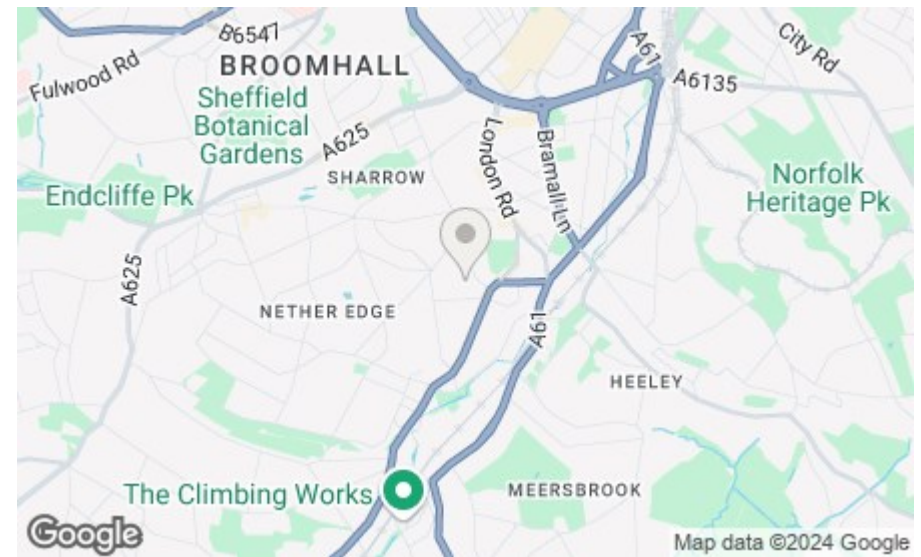 B6547
Fulwood Rd
BROOMHALL
A61
City Rd
A6135
Sheffield
Botanical
Gardens
A625
London Rd
Bramall Ln
SHARROW
Norfolk
Heritage Pk
Endcliffe Pk
A625
NETHER EDGE
A61
HEELEY
The Climbing Works
MEERSBROOK
Google
Map data ©2024 Google